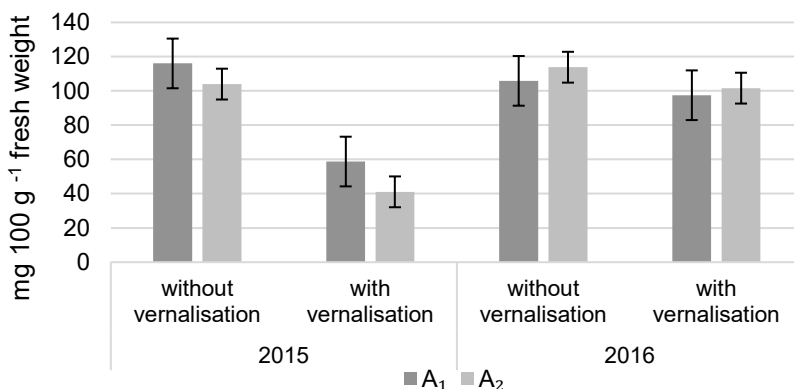 mg 100 g ⁻¹ fresh weight
140
120
100
80
60
40
20
0
without vernalisation
with vernalisation
without vernalisation
with vernalisation
2015
2016
A₁ A₂